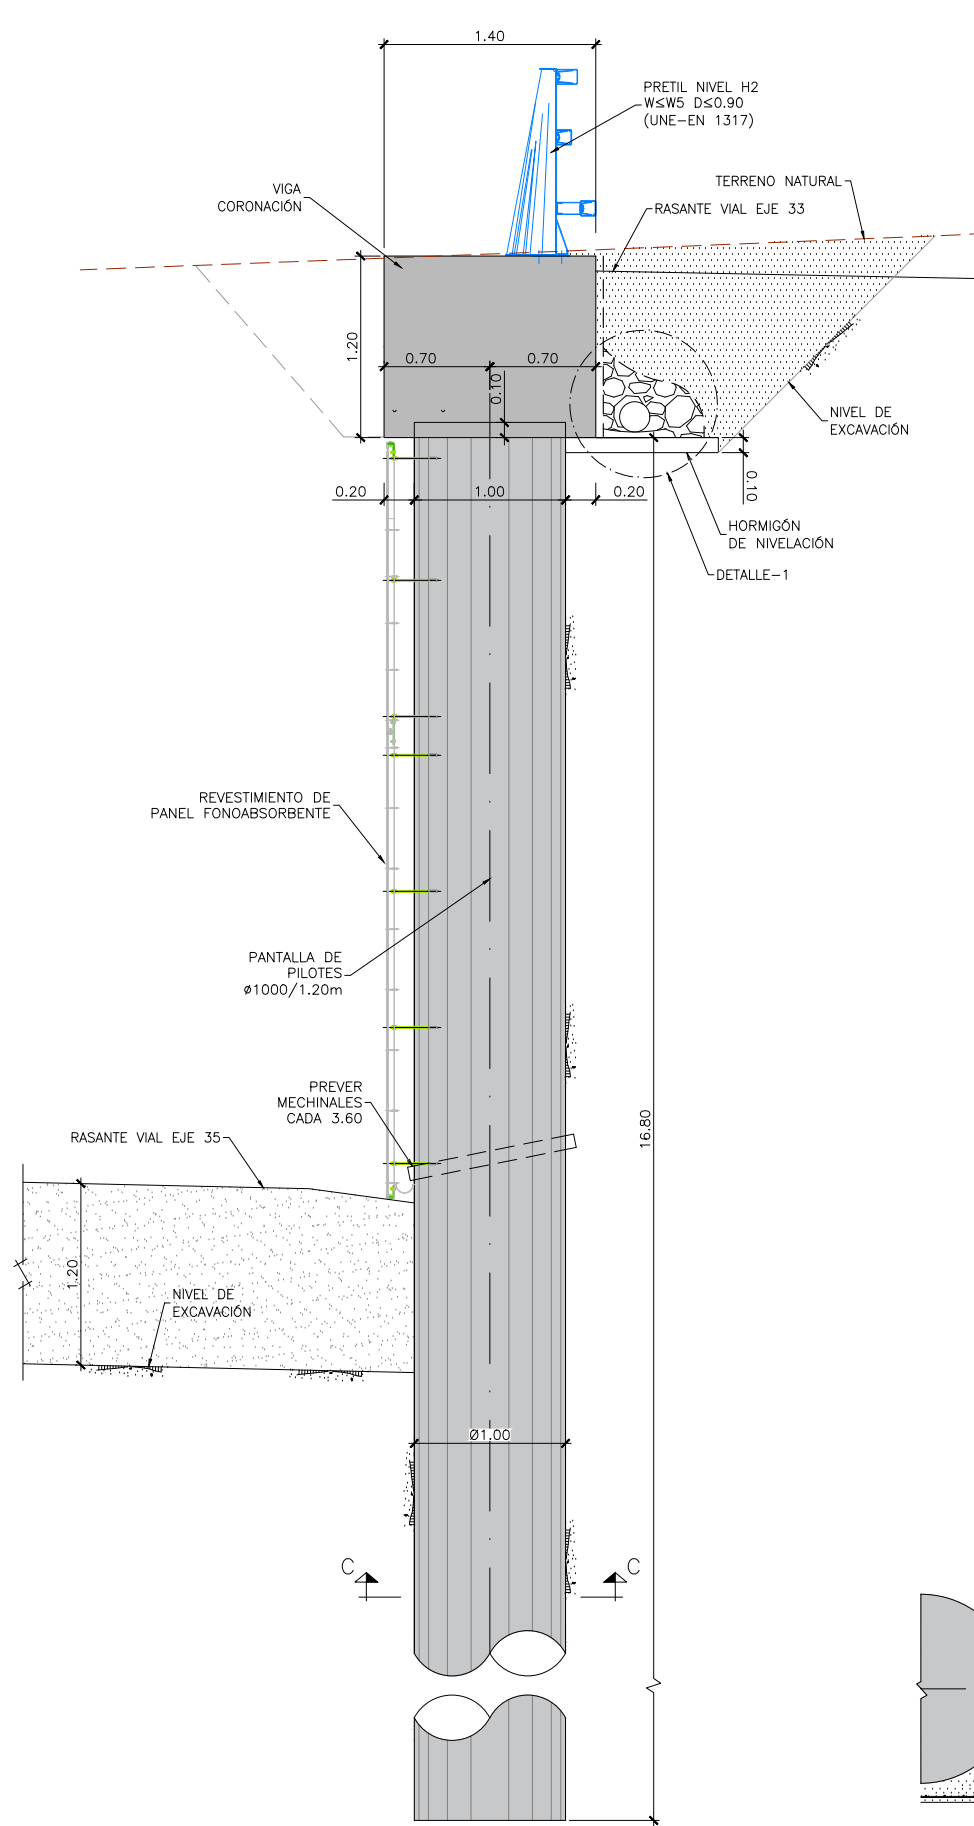 1.40
PRETIL NIVEL H2
W≤W5 D≤0.90
(UNE-EN 1317)
VIGA
CORONACIÓN
TERRENO NATURAL
RASANTE VIAL EJE 33
1.20
0.70
0.70
0.10
NIVEL DE
EXCAVACIÓN
0.20
1.00
0.20
0.10
HORMIGÓN
DE NIVELACIÓN
DETALLE-1
REVESTIMIENTO DE
PANEL FONOABSORBENTE
PANTALLA DE
PILOTES
ø1000/1.20m
PREVER
MECHINALES
CADA 3.60
16.80
RASANTE VIAL EJE 35
1.20
NIVEL DE
EXCAVACIÓN
Ø1.00
C
C